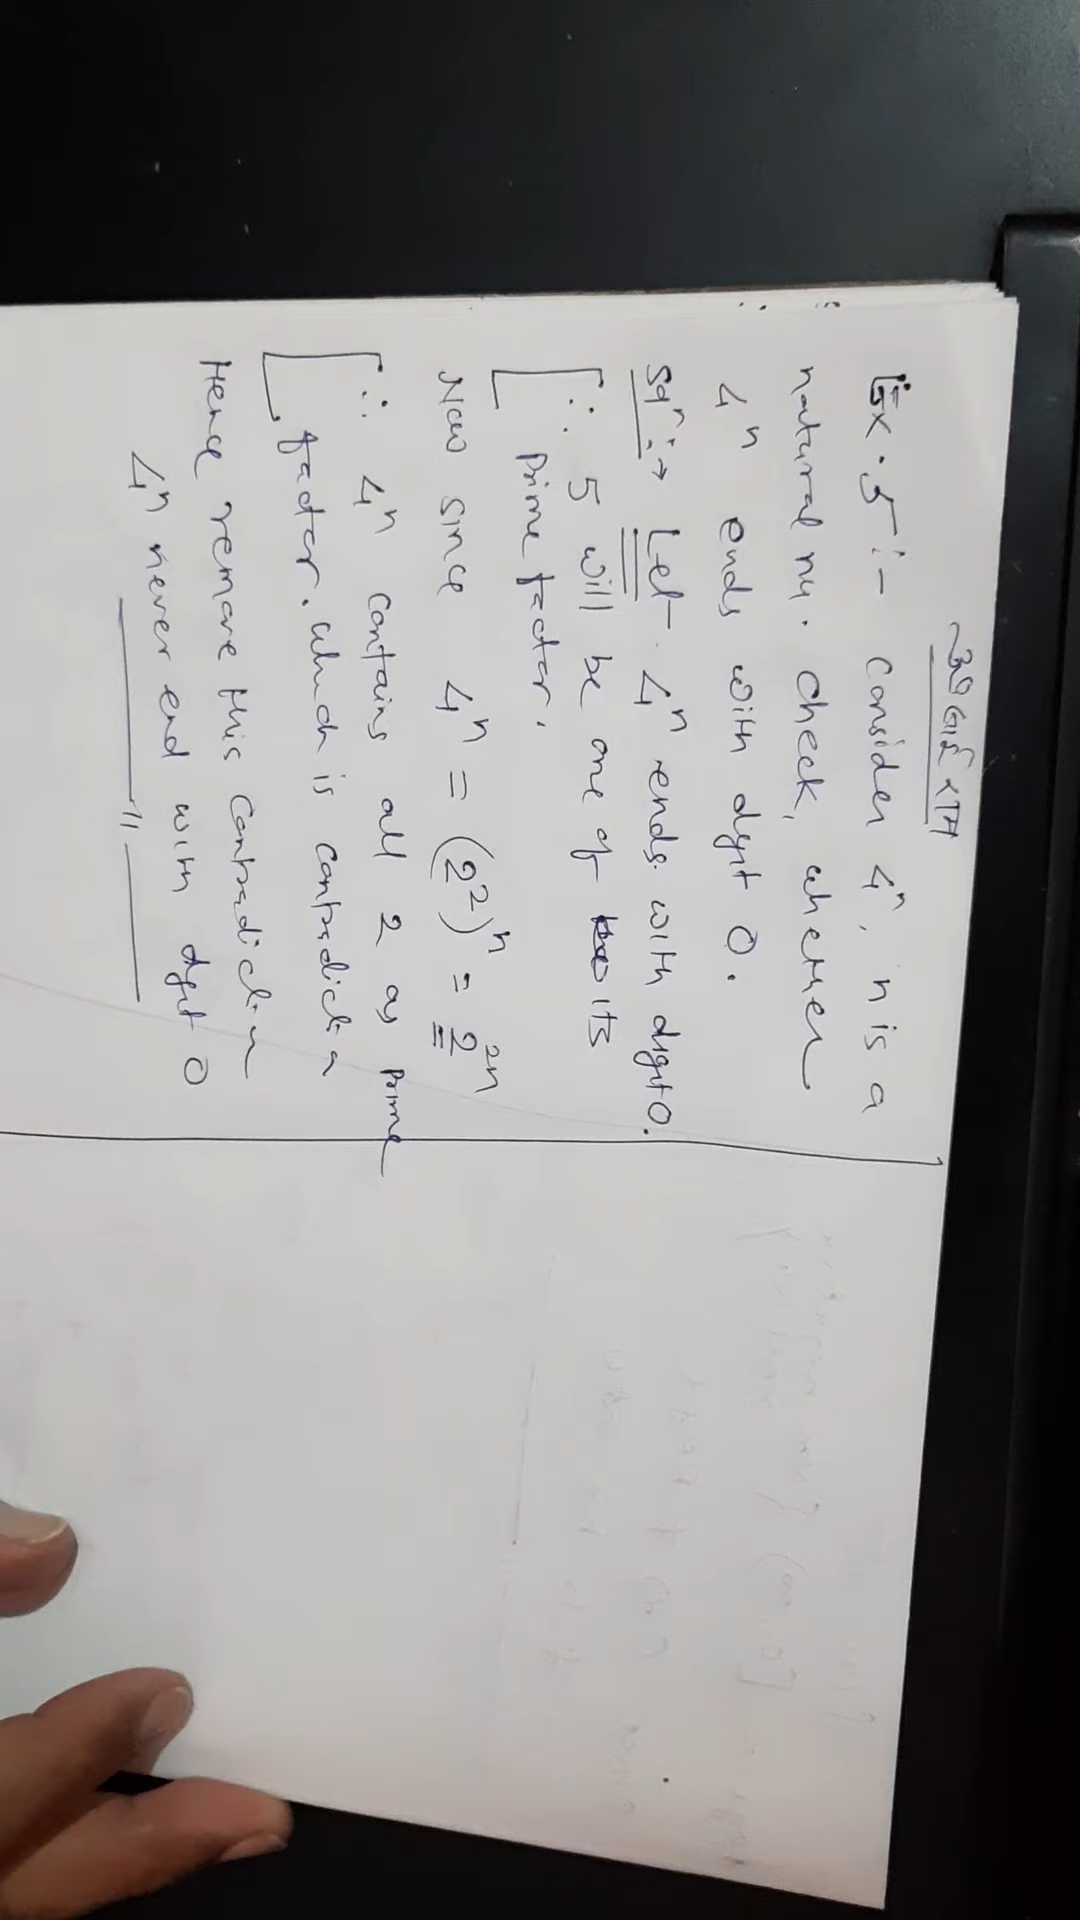 Ex. 5 :- Consider 4ⁿ, n is a
natural no. check, whether
4ⁿ ends with digit 0.
Solⁿ :→ Let 4ⁿ ends with digit 0.
∴ 5 will be one of its
Prime factor.
Now since 4ⁿ = (2²)ⁿ = 2²ⁿ
∴ 4ⁿ contains all 2 as Prime
factor. which is contradictin
Hence remove this contradictin
4ⁿ never end with digit 0